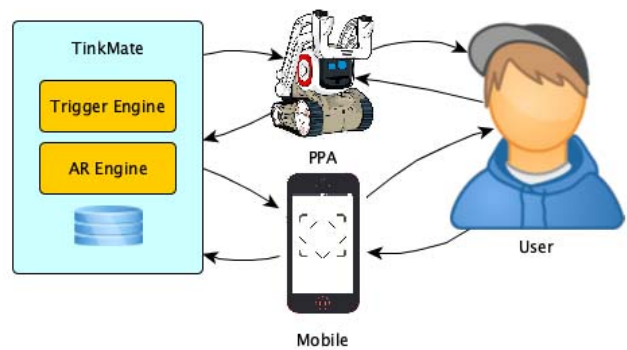 TinkMate
Trigger Engine
AR Engine
PPA
User
Mobile